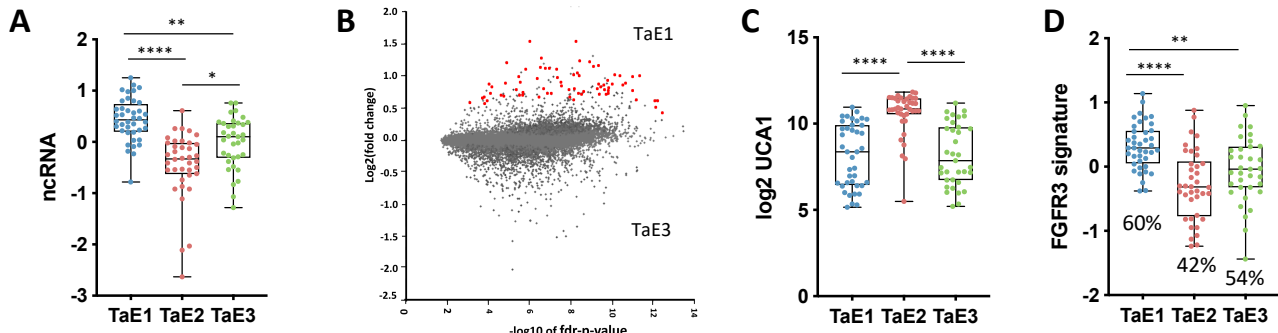 A
ncRNA
2
1
0
-1
-2
-3
**
****
*
TaE1 TaE2 TaE3
B
Log2(fold change)
2.0
1.5
1.0
0.5
0.0
-0.5
-1.0
-1.5
2.0
-2.5
TaE1
TaE3
2 4 6 8 10 12 14
-log10 of fdr-p-value
C
log2 UCA1
15
10
5
0
**** ****
TaE1 TaE2 TaE3
D
FGFR3 signature
2
1
0
-1
-2
**
****
60%
42%
54%
TaE1 TaE2 TaE3